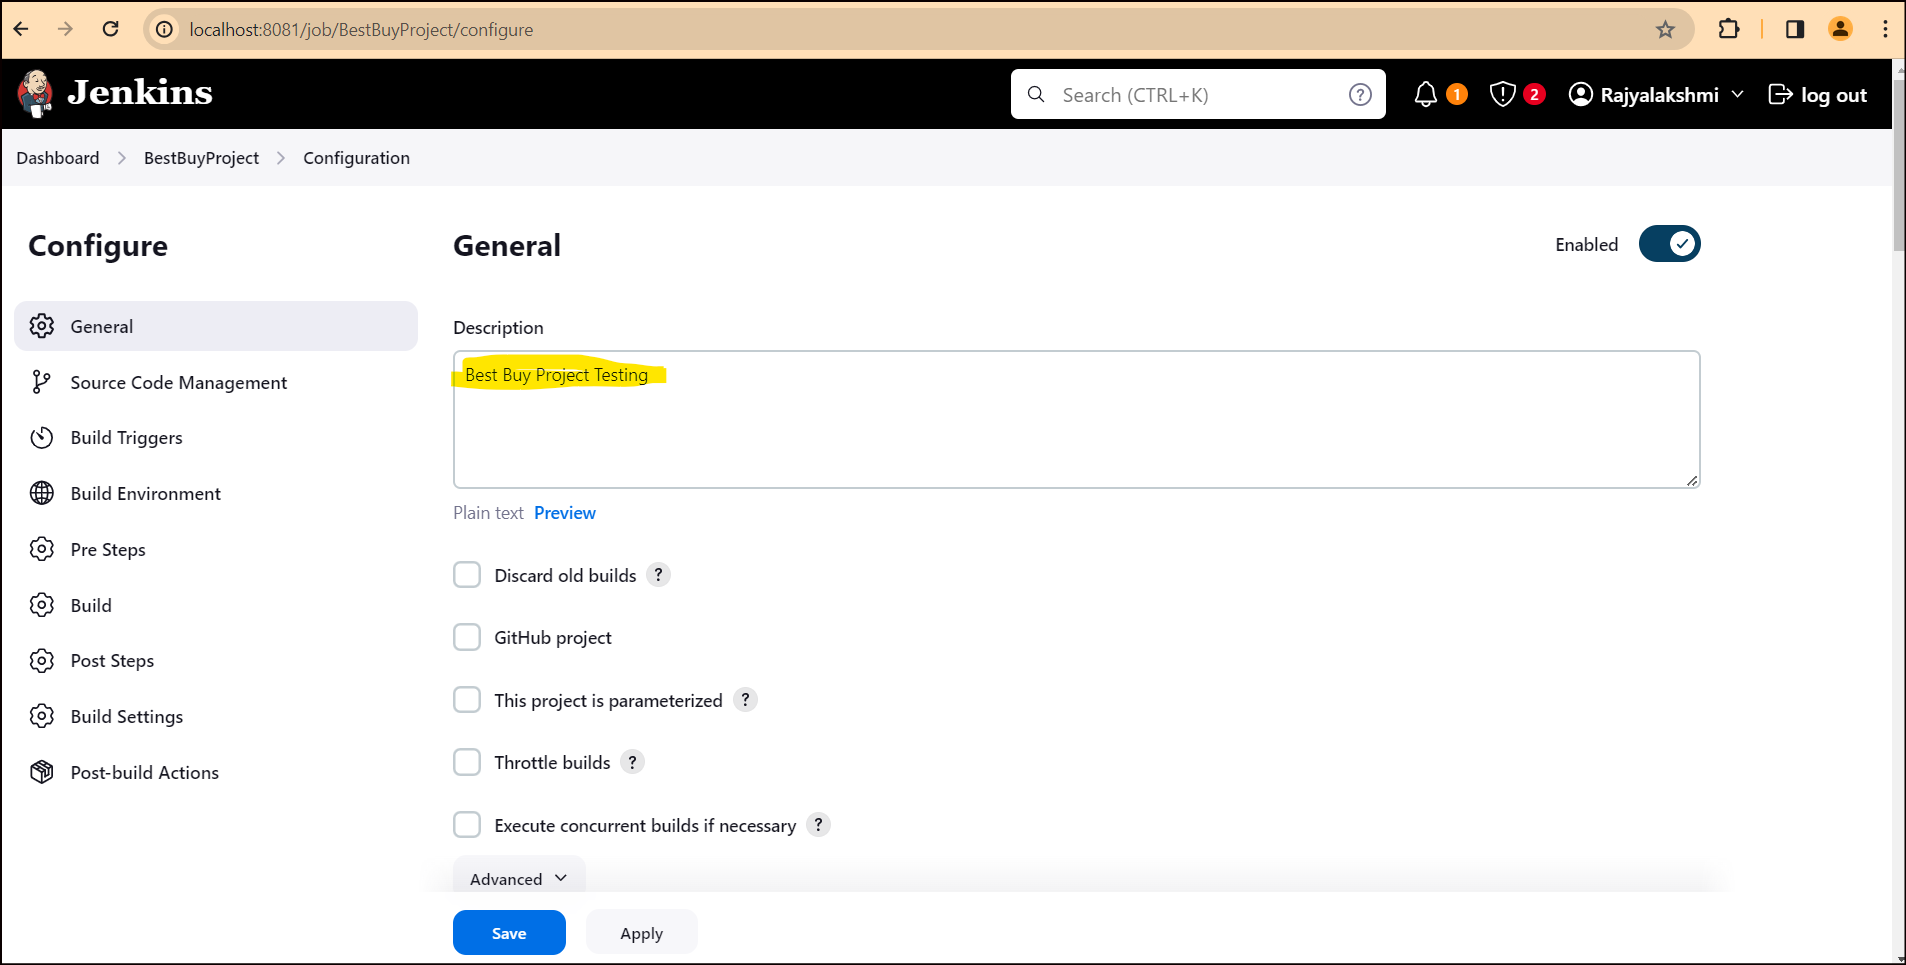 localhost:8081/job/BestBuyProject/configure
Jenkins
Search (CTRL+K)
?
1
2
Rajyalakshmi
log out
Dashboard > BestBuyProject > Configuration
Configure
General
Source Code Management
Build Triggers
Build Environment
Pre Steps
Build
Post Steps
Build Settings
Post-build Actions
General
Enabled
Description
Best Buy Project Testing
Plain text Preview
Discard old builds ?
GitHub project
This project is parameterized ?
Throttle builds ?
Execute concurrent builds if necessary ?
Advanced
Save
Apply